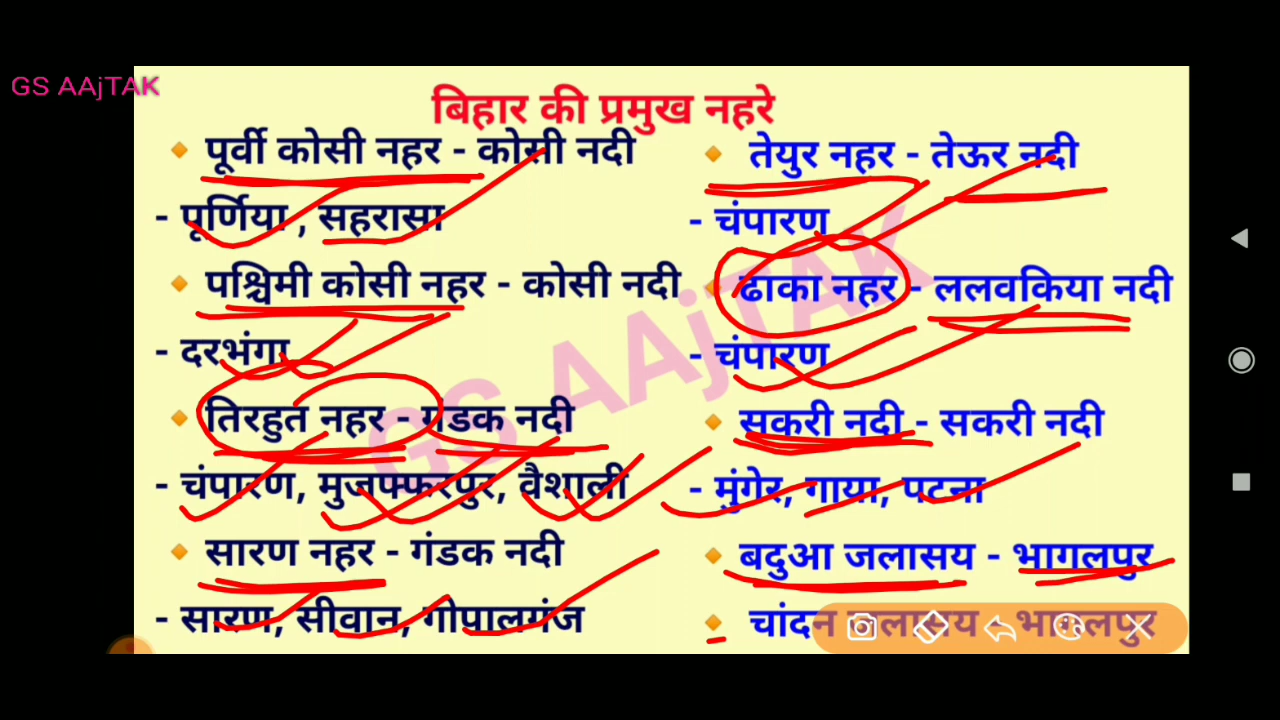 GS AAjTAK
बिहार की प्रमुख नहरे
🔸 पूर्वी कोसी नहर - कोसी नदी
- पूर्णिया , सहरासा
🔸 पश्चिमी कोसी नहर - कोसी नदी
- दरभंगा
🔸 तिरहुत नहर - गंडक नदी
- चंपारण, मुजफ्फरपुर, वैशाली
🔸 सारण नहर - गंडक नदी
- सारण, सीवान, गोपालगंज
🔸 तेयुर नहर - तेऊर नदी
- चंपारण
🔸 ढाका नहर - ललवकिया नदी
- चंपारण
🔸 सकरी नदी - सकरी नदी
- मुंगेर, गाया, पटना
🔸 बदुआ जलासय - भागलपुर
🔸 चांदन जलासय - भागलपुर
GS AAjTAK